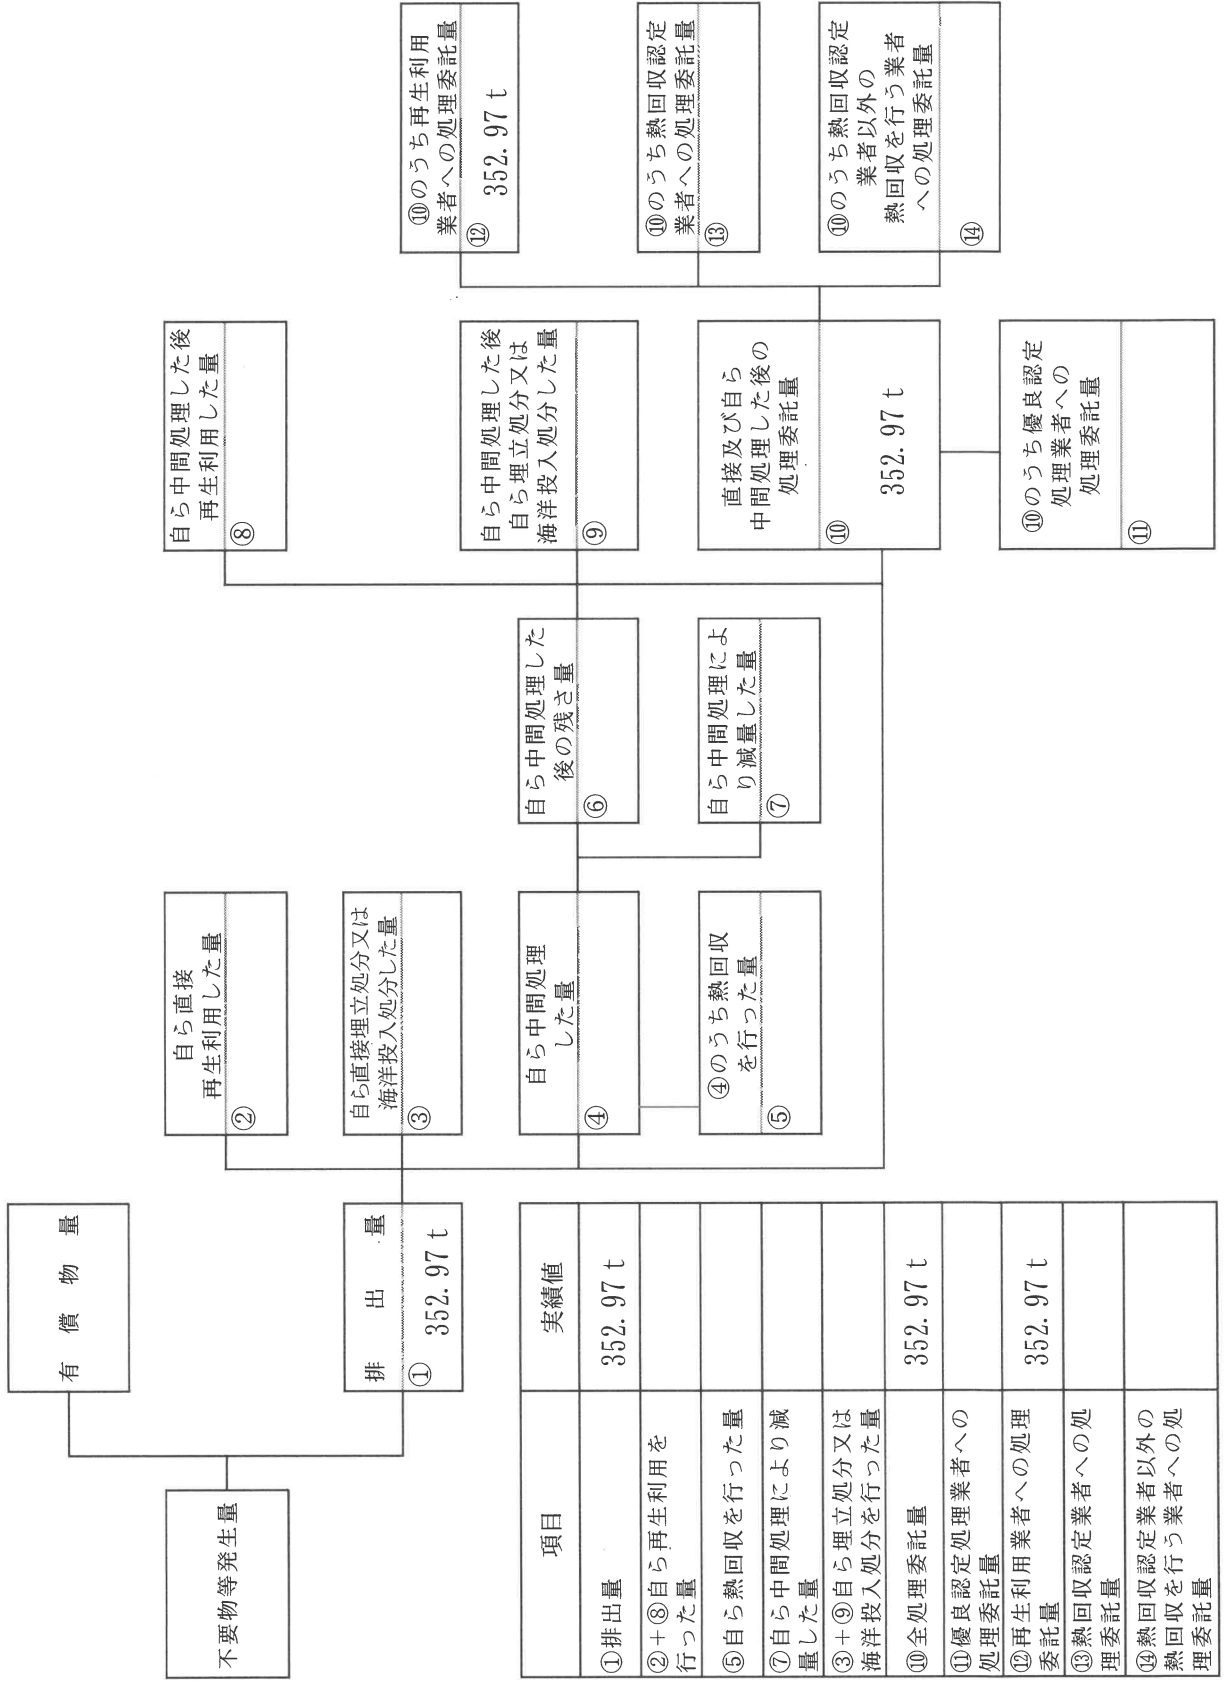 不要物等発生量
有償物量
排出量
①
352.97 t
自ら直接
再生利用した量
②
自ら直接埋立処分又は
海洋投入処分した量
③
自ら中間処理
した量
④
④のうち熱回収
を行った量
⑤
自ら中間処理した
後の残さ量
⑥
自ら中間処理によ
り減量した量
⑦
自ら中間処理した後
再生利用した量
⑧
自ら中間処理した後
自ら埋立処分又は
海洋投入処分した量
⑨
直接及び自ら
中間処理した後の
処理委託量
⑩
352.97 t
⑩のうち優良認定
処理業者への
処理委託量
⑪
⑩のうち再生利用
業者への処理委託量
⑫
352.97 t
⑩のうち熱回収認定
業者への処理委託量
⑬
⑩のうち熱回収認定
業者以外の
熱回収を行う業者
への処理委託量
⑭
項目 実績値
①排出量 352.97 t
②+⑧自ら再生利用を
行った量
⑤自ら熱回収を行った量
⑦自ら中間処理により減
量した量
③+⑨自ら埋立処分又は
海洋投入処分を行った量
⑩全処理委託量 352.97 t
⑪優良認定処理業者への
処理委託量
⑫再生利用業者への処理
委託量 352.97 t
⑬熱回収認定業者への処
理委託量
⑭熱回収認定業者以外の
熱回収を行う業者への処
理委託量